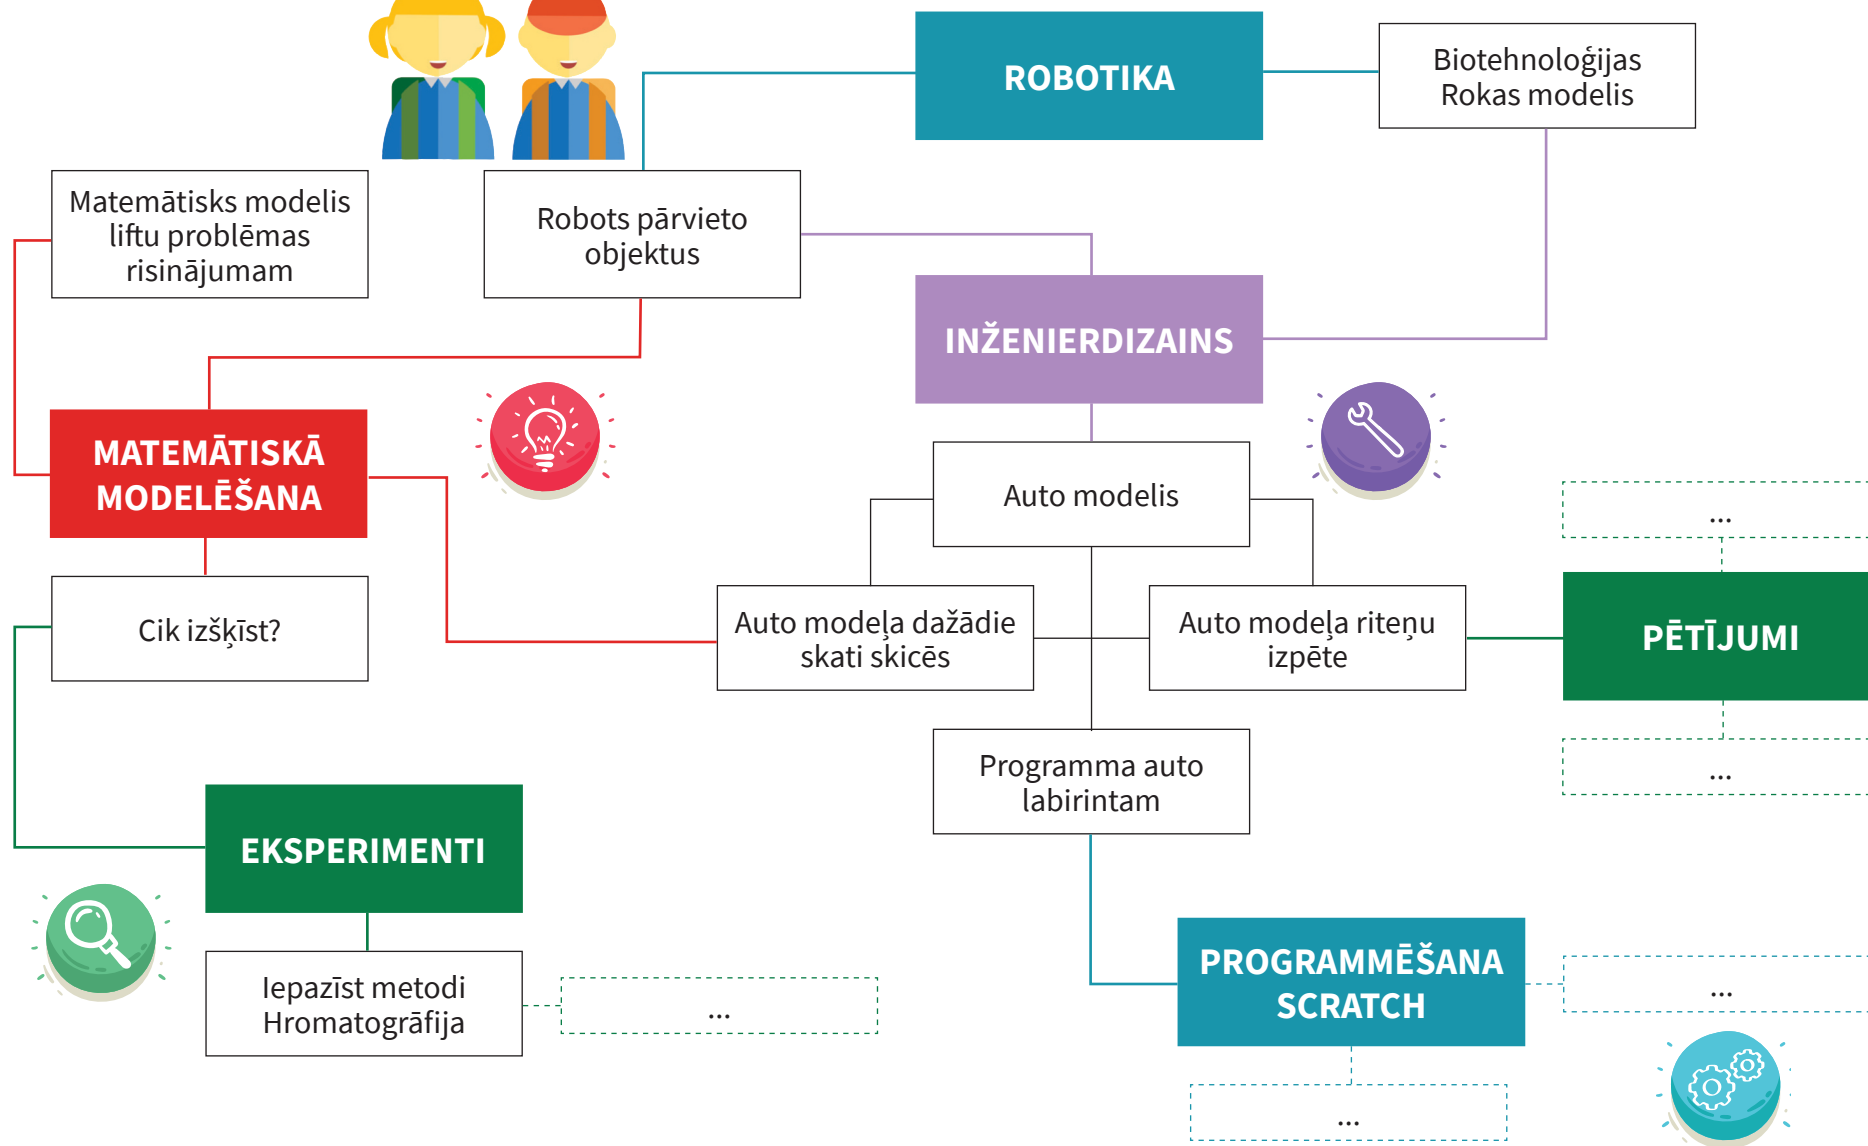 ROBOTIKA
Biotehnoloģijas
Rokas modelis
Matemātisks modelis
liftu problēmas
risinājumam
Robots pārvieto
objektus
INŽENIERDIZAINS
MATEMĀTISKĀ
MODELĒŠANA
Auto modelis
...
Cik izšķīst?
Auto modeļa dažādie
skati skicēs
Auto modeļa riteņu
izpēte
PĒTĪJUMI
...
Programma auto
labirintam
EKSPERIMENTI
Iepazīst metodi
Hromatogrāfija
...
PROGRAMMĒŠANA
SCRATCH
...
...